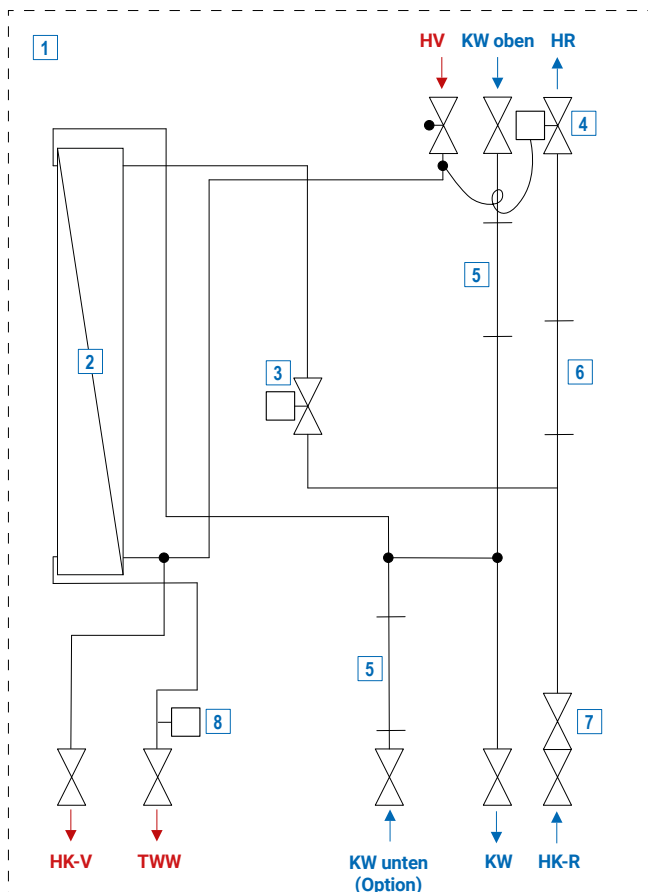 1
HV
KW oben
HR
4
5
3
2
6
5
8
7
HK-V
TWW
KW unten
(Option)
KW
HK-R